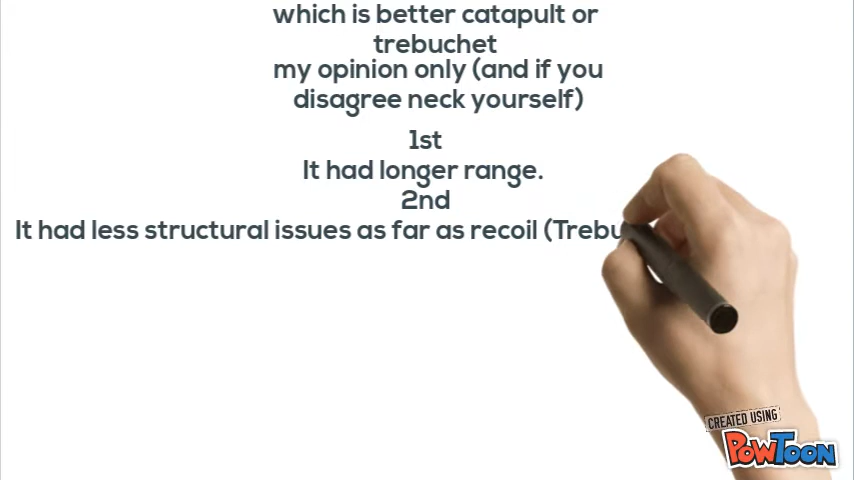 which is better catapult or
trebuchet
my opinion only (and if you
disagree neck yourself)
1st
It had longer range.
2nd
It had less structural issues as far as recoil (Trebu
CREATED USING
PowToon